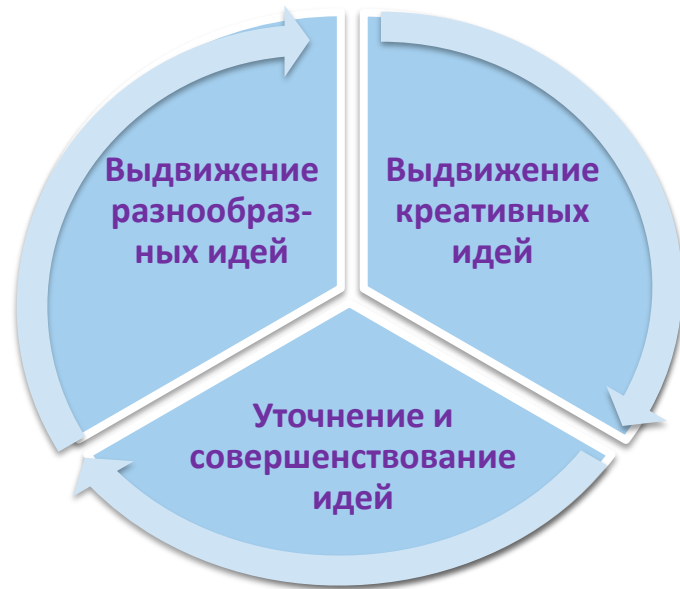 Выдвижение
разнообраз-
ных идей
Выдвижение
креативных
идей
Уточнение и
совершенствование
идей